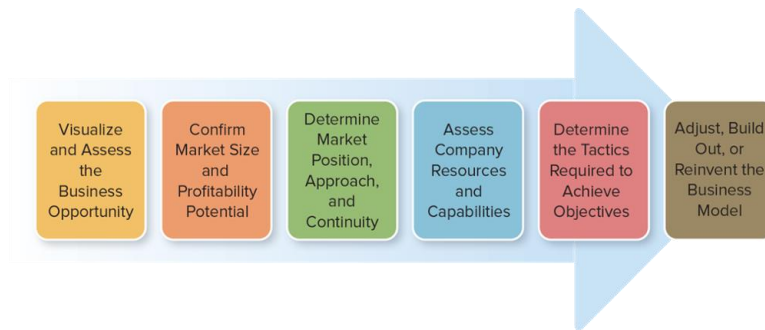 Visualize
and Assess
the
Business
Opportunity
Confirm
Market Size
and
Profitability
Potential
Determine
Market
Position,
Approach,
and
Continuity
Assess
Company
Resources
and
Capabilities
Determine
the Tactics
Required to
Achieve
Objectives
Adjust, Build
Out, or
Reinvent the
Business
Model